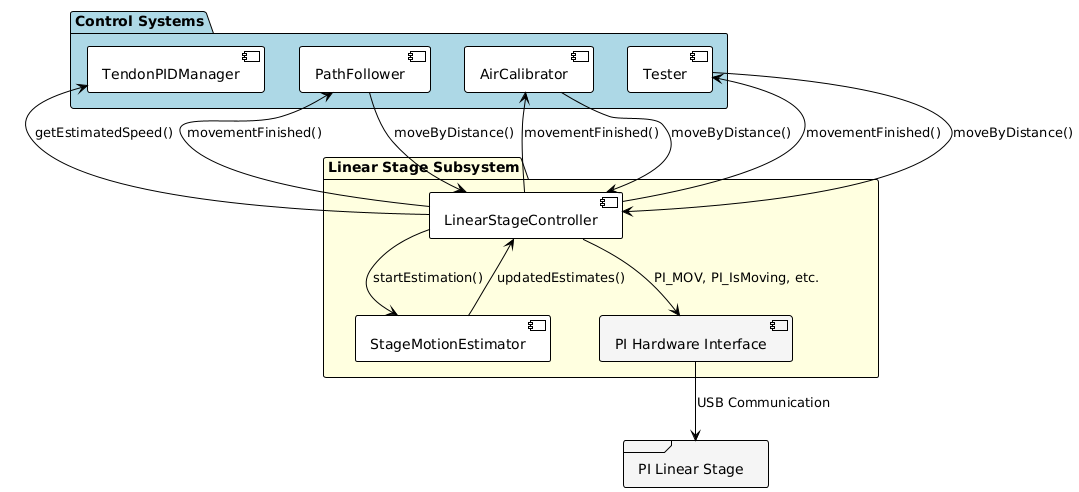 Control Systems
TendonPIDManager
PathFollower
AirCalibrator
Tester
getEstimatedSpeed()
movementFinished()
moveByDistance()
movementFinished()
moveByDistance()
movementFinished()
moveByDistance()
Linear Stage Subsystem
LinearStageController
startEstimation()
updatedEstimates()
PI_MOV, PI_IsMoving, etc.
StageMotionEstimator
PI Hardware Interface
USB Communication
PI Linear Stage